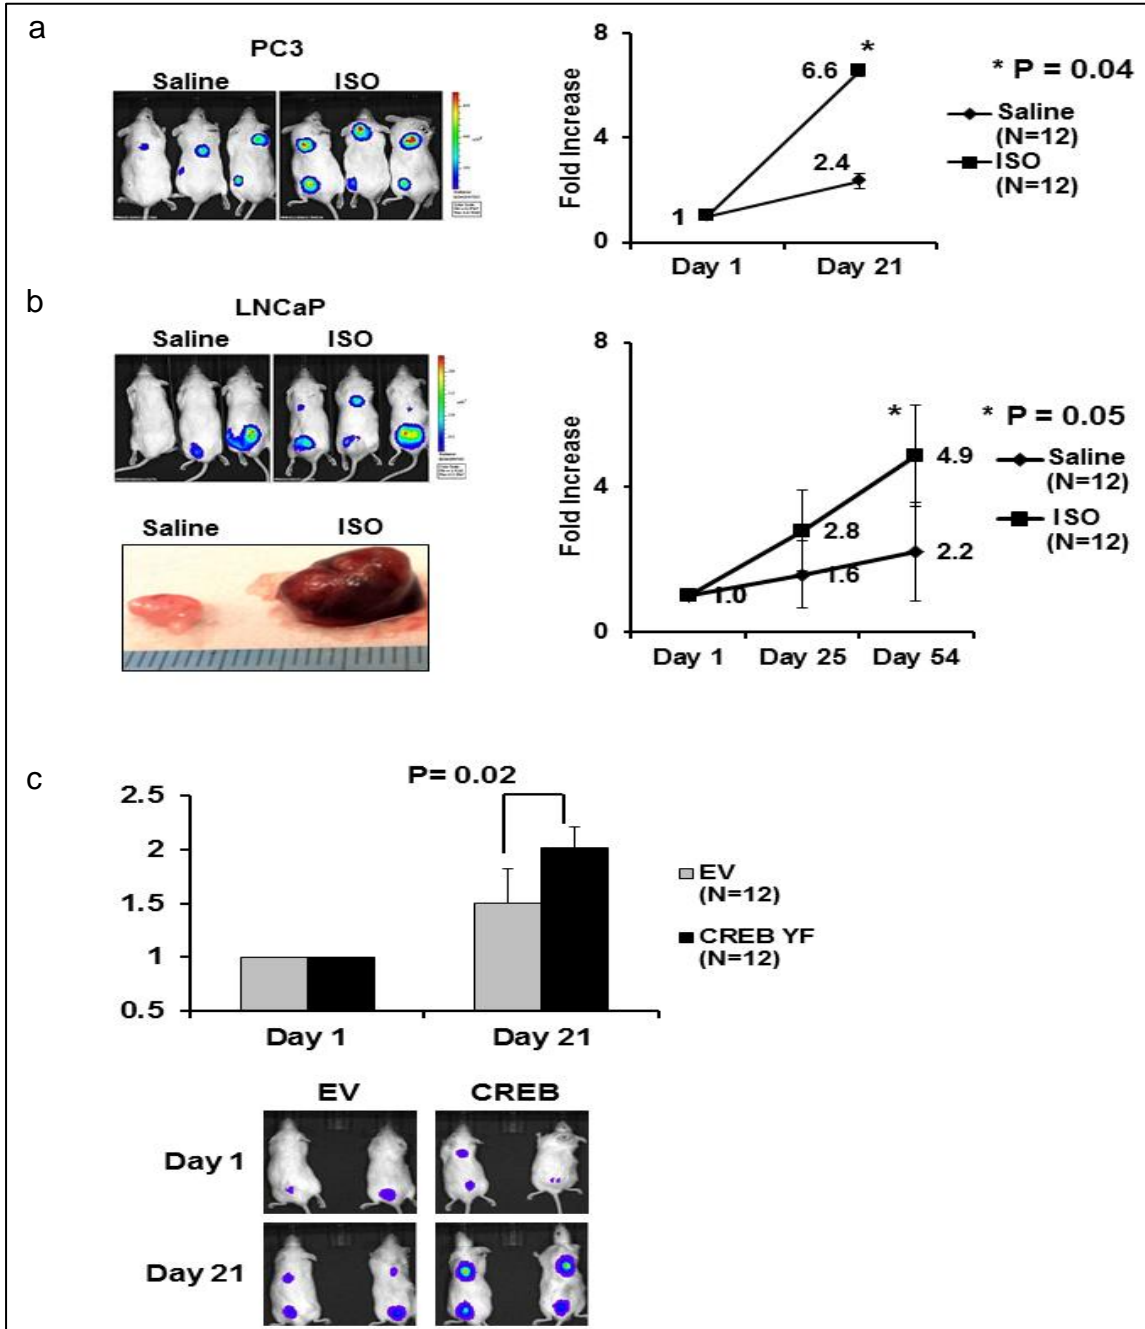 a
PC3
Saline ISO
8
4
0
Fold Increase
6.6
*
2.4
1
Day 1 Day 21
* P = 0.04
Saline
(N=12)
ISO
(N=12)
b
LNCaP
Saline ISO
Saline ISO
8
4
0
Fold Increase
*
4.9
2.8
2.2
1.6
1.0
Day 1 Day 25 Day 54
* P = 0.05
Saline
(N=12)
ISO
(N=12)
c
P= 0.02
2.5
2
1.5
1
0.5
Day 1 Day 21
EV
(N=12)
CREB YF
(N=12)
EV CREB
Day 1
Day 21